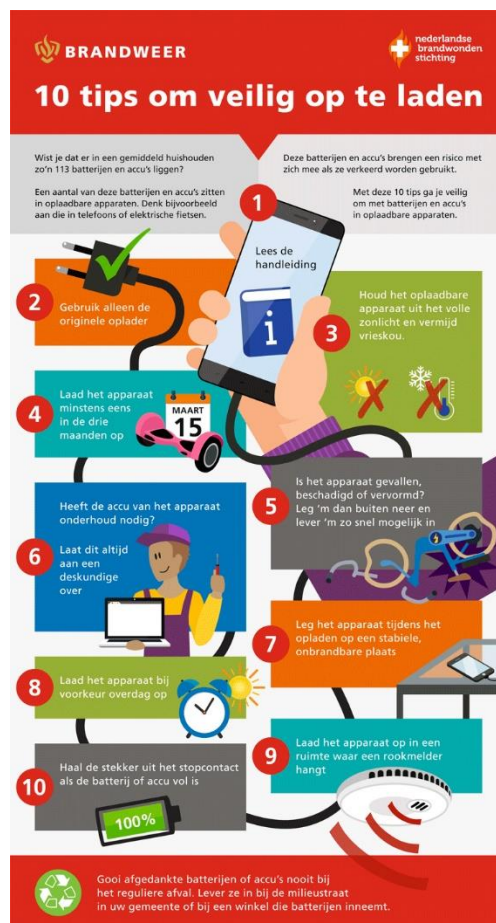 BRANDWEER
nederlandse
brandwonden
stichting
10 tips om veilig op te laden
Wist je dat er in een gemiddeld huishouden
zo'n 113 batterijen en accu's liggen?
Een aantal van deze batterijen en accu's zitten
in oplaadbare apparaten. Denk bijvoorbeeld
aan die in telefoons of elektrische fietsen.
Deze batterijen en accu's brengen een risico met
zich mee als ze verkeerd worden gebruikt.
Met deze 10 tips ga je veilig
om met batterijen en accu's
in oplaadbare apparaten.
1
Lees de
handleiding
i
2
Gebruik alleen de
originele oplader
3
Houd het oplaadbare
apparaat uit het volle
zonlicht en vermijd
vrieskou.
4
Laad het apparaat
minstens eens
in de drie
maanden op
MAART
15
5
Is het apparaat gevallen,
beschadigd of vervormd?
Leg 'm dan buiten neer en
lever 'm zo snel mogelijk in
6
Heeft de accu van het apparaat
onderhoud nodig?
Laat dit altijd
aan een
deskundige
over
7
Leg het apparaat tijdens het
opladen op een stabiele,
onbrandbare plaats
8
Laad het apparaat bij
voorkeur overdag op
9
Laad het apparaat op in een
ruimte waar een rookmelder
hangt
10
Haal de stekker uit het stopcontact
als de batterij of accu vol is
100%
Gooi afgedankte batterijen of accu's nooit bij
het reguliere afval. Lever ze in bij de milieustraat
in uw gemeente of bij een winkel die batterijen inneemt.